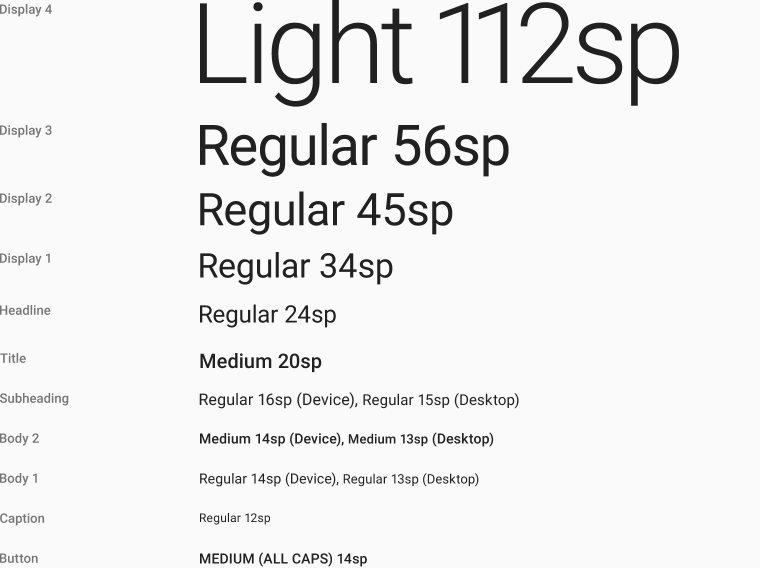 Display 4 Light 112sp
Display 3 Regular 56sp
Display 2 Regular 45sp
Display 1 Regular 34sp
Headline Regular 24sp
Title Medium 20sp
Subheading Regular 16sp (Device), Regular 15sp (Desktop)
Body 2 Medium 14sp (Device), Medium 13sp (Desktop)
Body 1 Regular 14sp (Device), Regular 13sp (Desktop)
Caption Regular 12sp
Button MEDIUM (ALL CAPS) 14sp